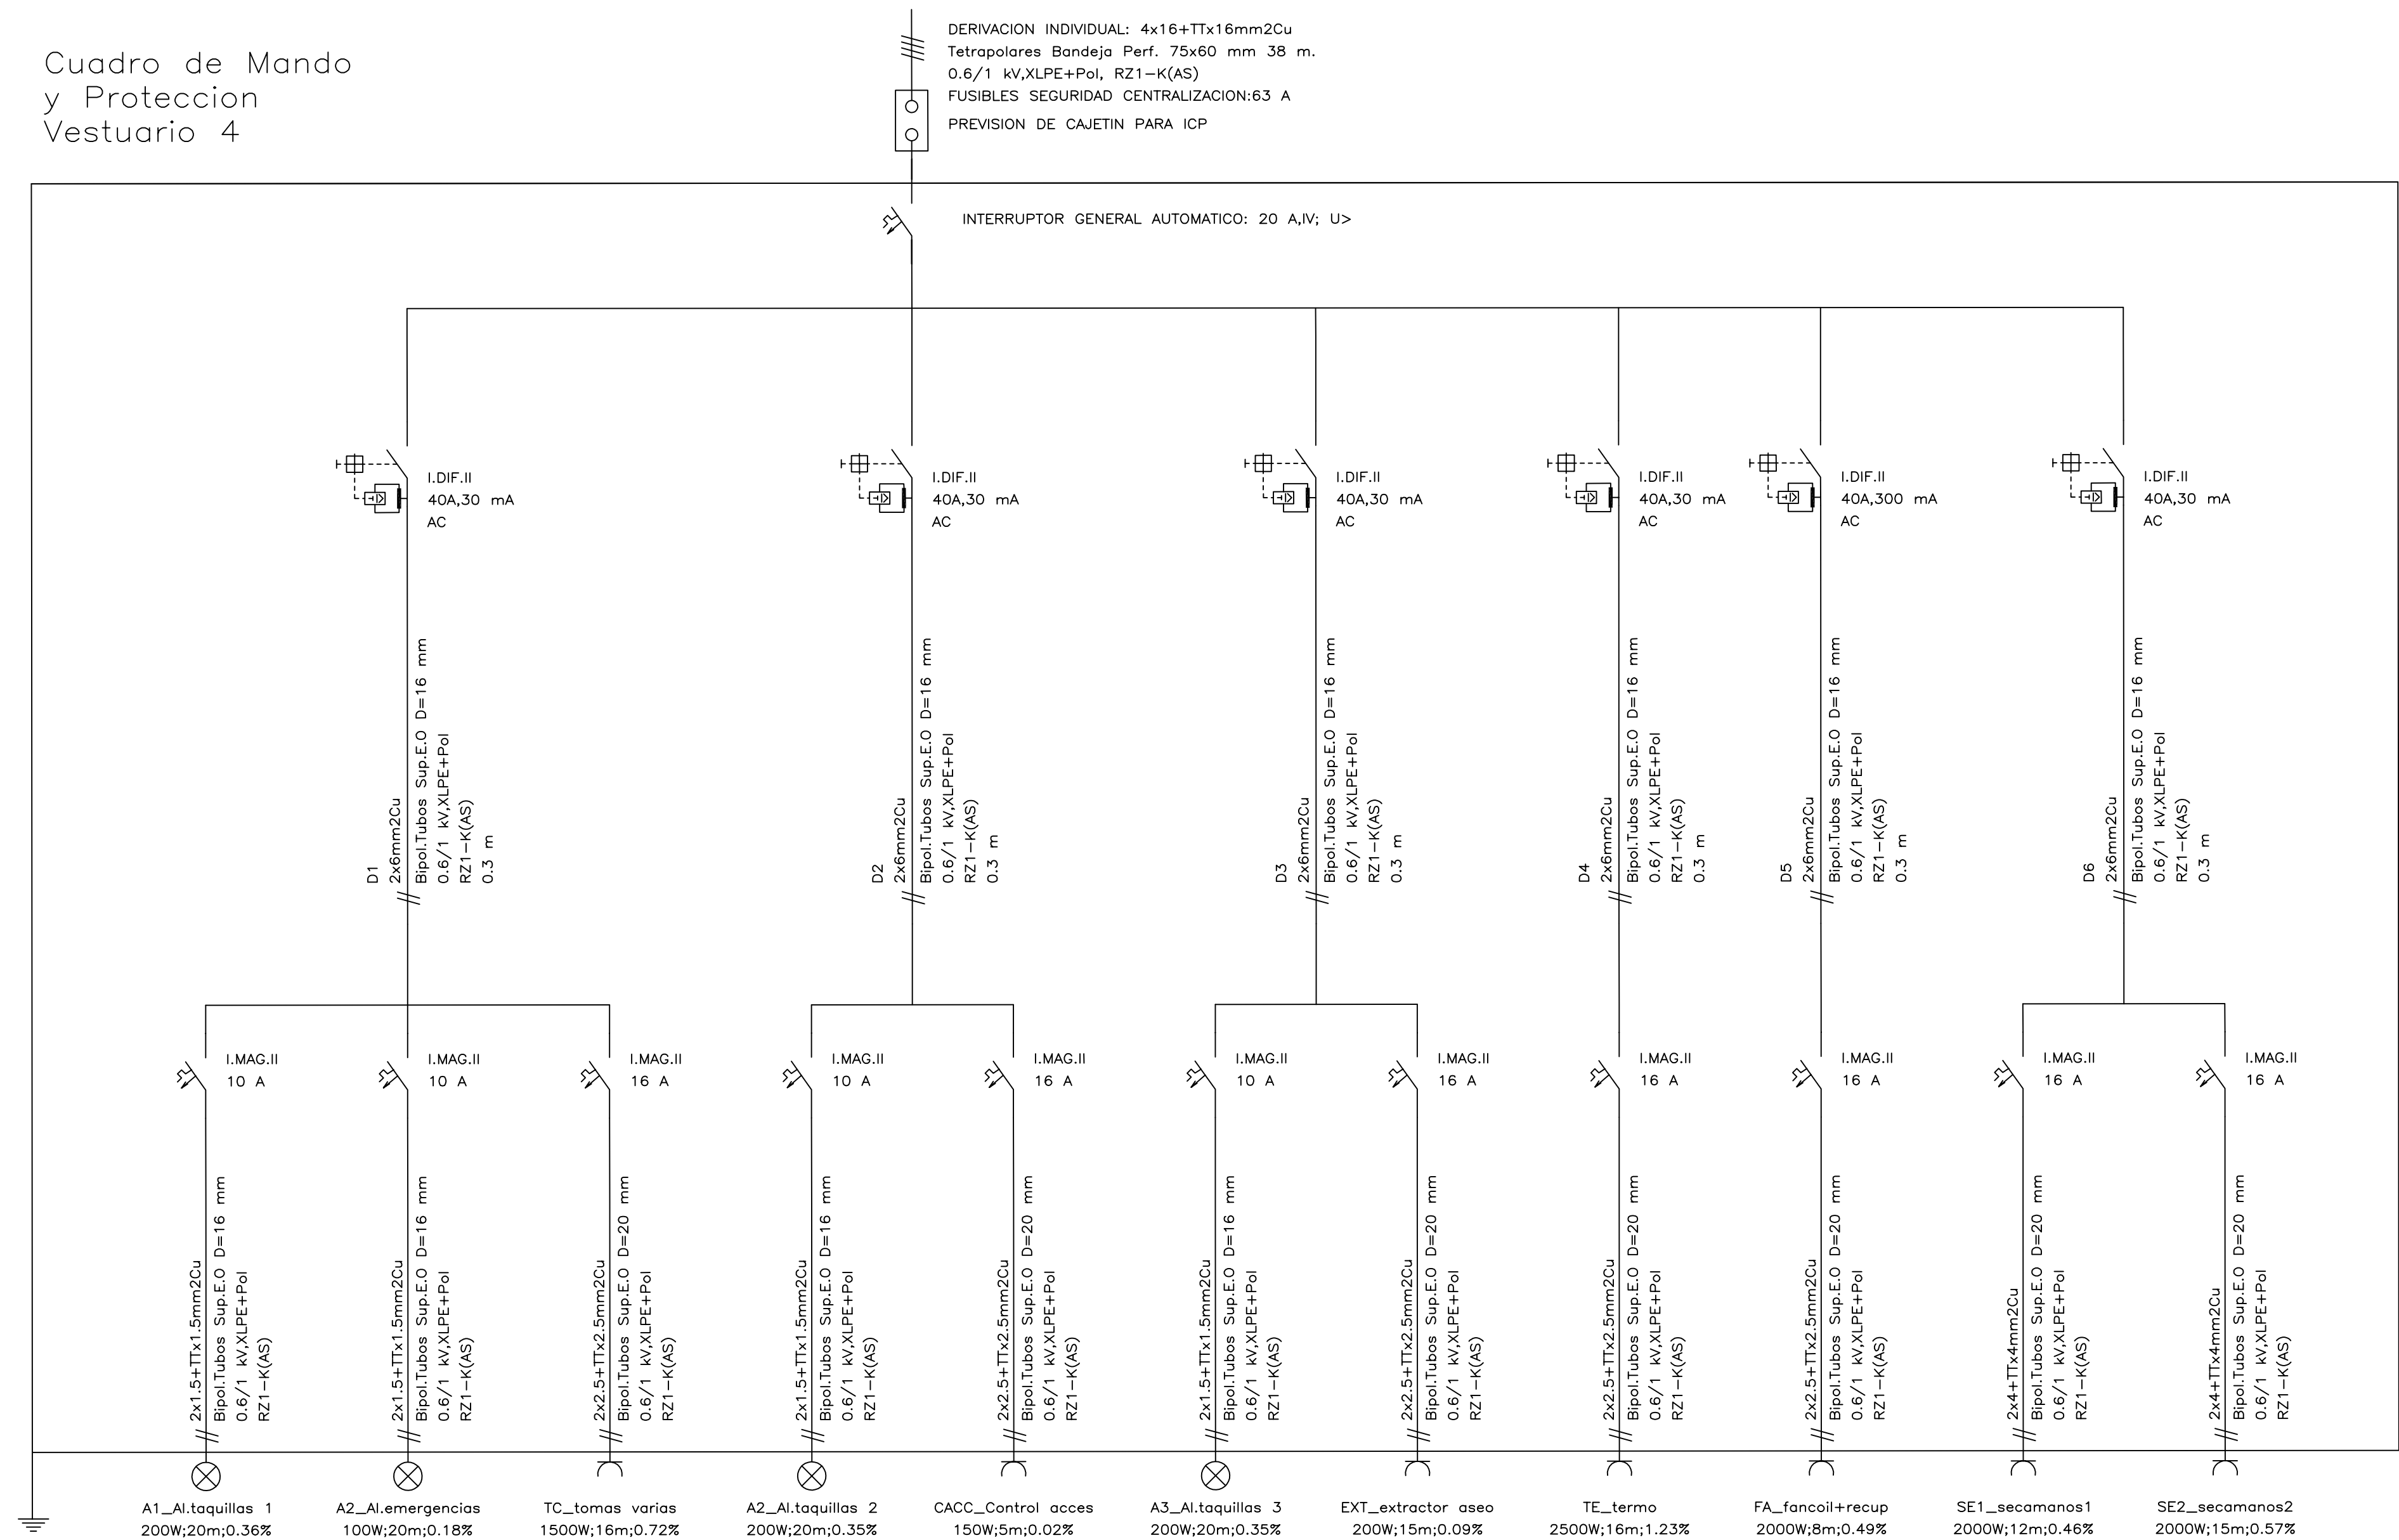 Cuadro de Mando
y Proteccion
Vestuario 4
DERIVACION INDIVIDUAL: 4x16+TTx16mm2Cu
Tetrapolares Bandeja Perf. 75x60 mm 38 m.
0.6/1 kV,XLPE+Pol, RZ1-K(AS)
FUSIBLES SEGURIDAD CENTRALIZACION:63 A
PREVISION DE CAJETIN PARA ICP
INTERRUPTOR GENERAL AUTOMATICO: 20 A,IV; U>
I.DIF.II
40A,30 mA
AC
I.DIF.II
40A,30 mA
AC
I.DIF.II
40A,30 mA
AC
I.DIF.II
40A,30 mA
AC
I.DIF.II
40A,300 mA
AC
I.DIF.II
40A,30 mA
AC
D1
2x6mm2Cu
Bipol.Tubos Sup.E.O D=16 mm
0.6/1 kV,XLPE+Pol
RZ1-K(AS)
0.3 m
D2
2x6mm2Cu
Bipol.Tubos Sup.E.O D=16 mm
0.6/1 kV,XLPE+Pol
RZ1-K(AS)
0.3 m
D3
2x6mm2Cu
Bipol.Tubos Sup.E.O D=16 mm
0.6/1 kV,XLPE+Pol
RZ1-K(AS)
0.3 m
D4
2x6mm2Cu
Bipol.Tubos Sup.E.O D=16 mm
0.6/1 kV,XLPE+Pol
RZ1-K(AS)
0.3 m
D5
2x6mm2Cu
Bipol.Tubos Sup.E.O D=16 mm
0.6/1 kV,XLPE+Pol
RZ1-K(AS)
0.3 m
D6
2x6mm2Cu
Bipol.Tubos Sup.E.O D=16 mm
0.6/1 kV,XLPE+Pol
RZ1-K(AS)
0.3 m
I.MAG.II
10 A
I.MAG.II
10 A
I.MAG.II
16 A
I.MAG.II
10 A
I.MAG.II
16 A
I.MAG.II
10 A
I.MAG.II
16 A
I.MAG.II
16 A
I.MAG.II
16 A
I.MAG.II
16 A
I.MAG.II
16 A
2x1.5+TTx1.5mm2Cu
Bipol.Tubos Sup.E.O D=16 mm
0.6/1 kV,XLPE+Pol
RZ1-K(AS)
2x1.5+TTx1.5mm2Cu
Bipol.Tubos Sup.E.O D=16 mm
0.6/1 kV,XLPE+Pol
RZ1-K(AS)
2x2.5+TTx2.5mm2Cu
Bipol.Tubos Sup.E.O D=20 mm
0.6/1 kV,XLPE+Pol
RZ1-K(AS)
2x1.5+TTx1.5mm2Cu
Bipol.Tubos Sup.E.O D=16 mm
0.6/1 kV,XLPE+Pol
RZ1-K(AS)
2x2.5+TTx2.5mm2Cu
Bipol.Tubos Sup.E.O D=20 mm
0.6/1 kV,XLPE+Pol
RZ1-K(AS)
2x1.5+TTx1.5mm2Cu
Bipol.Tubos Sup.E.O D=16 mm
0.6/1 kV,XLPE+Pol
RZ1-K(AS)
2x2.5+TTx2.5mm2Cu
Bipol.Tubos Sup.E.O D=20 mm
0.6/1 kV,XLPE+Pol
RZ1-K(AS)
2x2.5+TTx2.5mm2Cu
Bipol.Tubos Sup.E.O D=20 mm
0.6/1 kV,XLPE+Pol
RZ1-K(AS)
2x2.5+TTx2.5mm2Cu
Bipol.Tubos Sup.E.O D=20 mm
0.6/1 kV,XLPE+Pol
RZ1-K(AS)
2x4+TTx4mm2Cu
Bipol.Tubos Sup.E.O D=20 mm
0.6/1 kV,XLPE+Pol
RZ1-K(AS)
2x4+TTx4mm2Cu
Bipol.Tubos Sup.E.O D=20 mm
0.6/1 kV,XLPE+Pol
RZ1-K(AS)
A1_Al.taquillas 1
200W;20m;0.36%
A2_Al.emergencias
100W;20m;0.18%
TC_tomas varias
1500W;16m;0.72%
A2_Al.taquillas 2
200W;20m;0.35%
CACC_Control acces
150W;5m;0.02%
A3_Al.taquillas 3
200W;20m;0.35%
EXT_extractor aseo
200W;15m;0.09%
TE_termo
2500W;16m;1.23%
FA_fancoil+recup
2000W;8m;0.49%
SE1_secamanos1
2000W;12m;0.46%
SE2_secamanos2
2000W;15m;0.57%